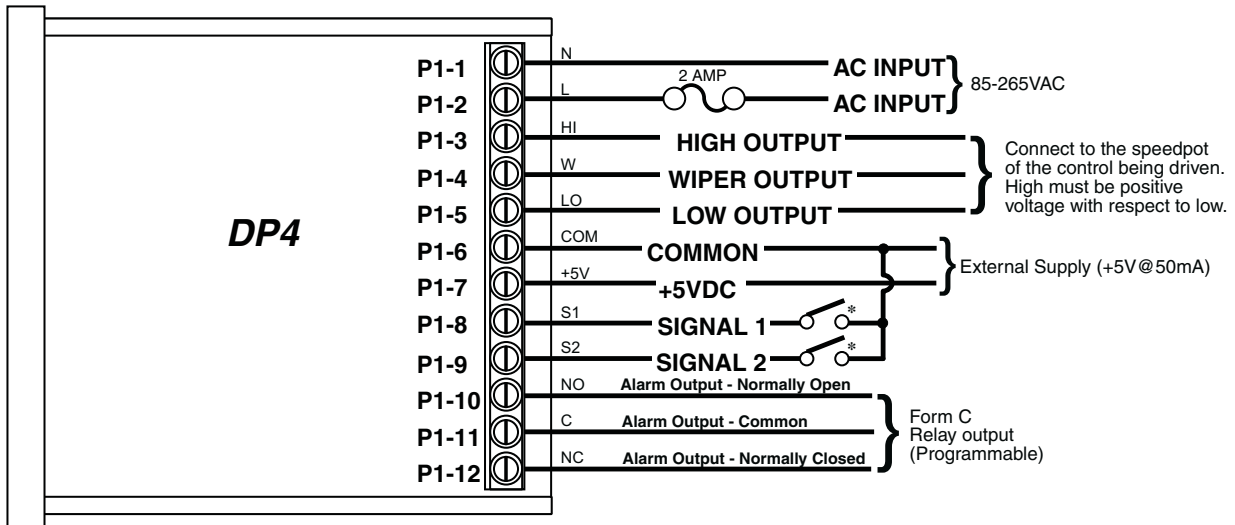 DP4
P1-1 N AC INPUT
85-265VAC
P1-2 L 2 AMP AC INPUT
P1-3 HI HIGH OUTPUT
P1-4 W WIPER OUTPUT
P1-5 LO LOW OUTPUT
Connect to the speedpot
of the control being driven.
High must be positive
voltage with respect to low.
P1-6 COM COMMON
P1-7 +5V +5VDC
External Supply (+5V@50mA)
P1-8 S1 SIGNAL 1 *
P1-9 S2 SIGNAL 2 *
P1-10 NO Alarm Output - Normally Open
P1-11 C Alarm Output - Common
P1-12 NC Alarm Output - Normally Closed
Form C
Relay output
(Programmable)